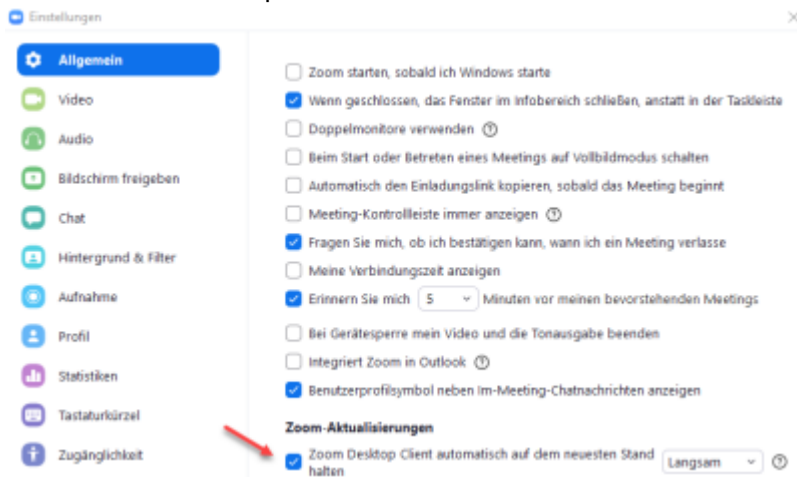 Einstellungen
Allgemein
Video
Audio
Bildschirm freigeben
Chat
Hintergrund & Filter
Aufnahme
Profil
Statistiken
Tastaturkürzel
Zugänglichkeit
Zoom starten, sobald ich Windows starte
Wenn geschlossen, das Fenster im Infobereich schließen, anstatt in der Taskleiste
Doppelmonitore verwenden
Beim Start oder Betreten eines Meetings auf Vollbildmodus schalten
Automatisch den Einladungslink kopieren, sobald das Meeting beginnt
Meeting-Kontrollleiste immer anzeigen
Fragen Sie mich, ob ich bestätigen kann, wann ich ein Meeting verlasse
Meine Verbindungszeit anzeigen
Erinnern Sie mich 5 Minuten vor meinen bevorstehenden Meetings
Bei Gerätesperre mein Video und die Tonausgabe beenden
Integriert Zoom in Outlook
Benutzerprofilsymbol neben Im-Meeting-Chatnachrichten anzeigen
Zoom-Aktualisierungen
Zoom Desktop Client automatisch auf dem neuesten Stand
halten
Langsam